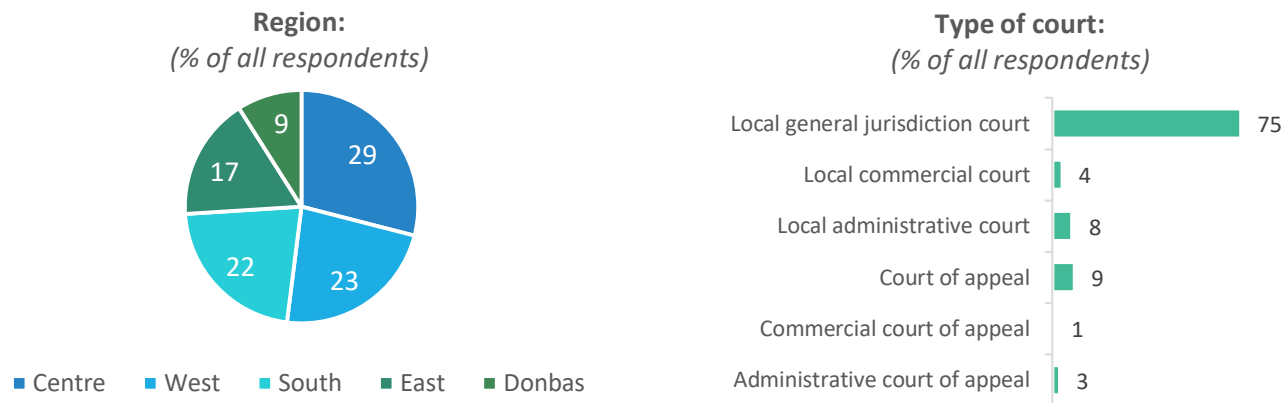 Region:
(% of all respondents)
29
23
22
17
9
Centre West South East Donbas
Type of court:
(% of all respondents)
Local general jurisdiction court 75
Local commercial court 4
Local administrative court 8
Court of appeal 9
Commercial court of appeal 1
Administrative court of appeal 3